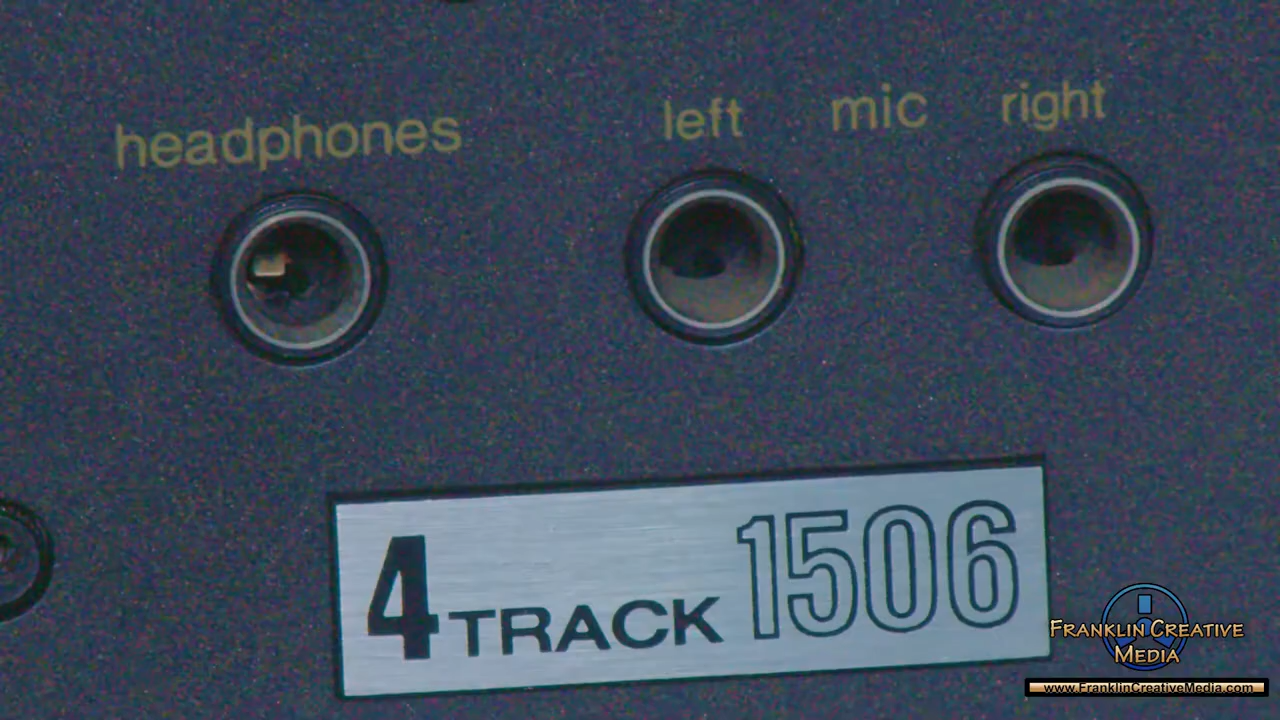 headphones
left mic right
4 TRACK 1506
FRANKLIN CREATIVE
MEDIA
www.FranklinCreativeMedia.com